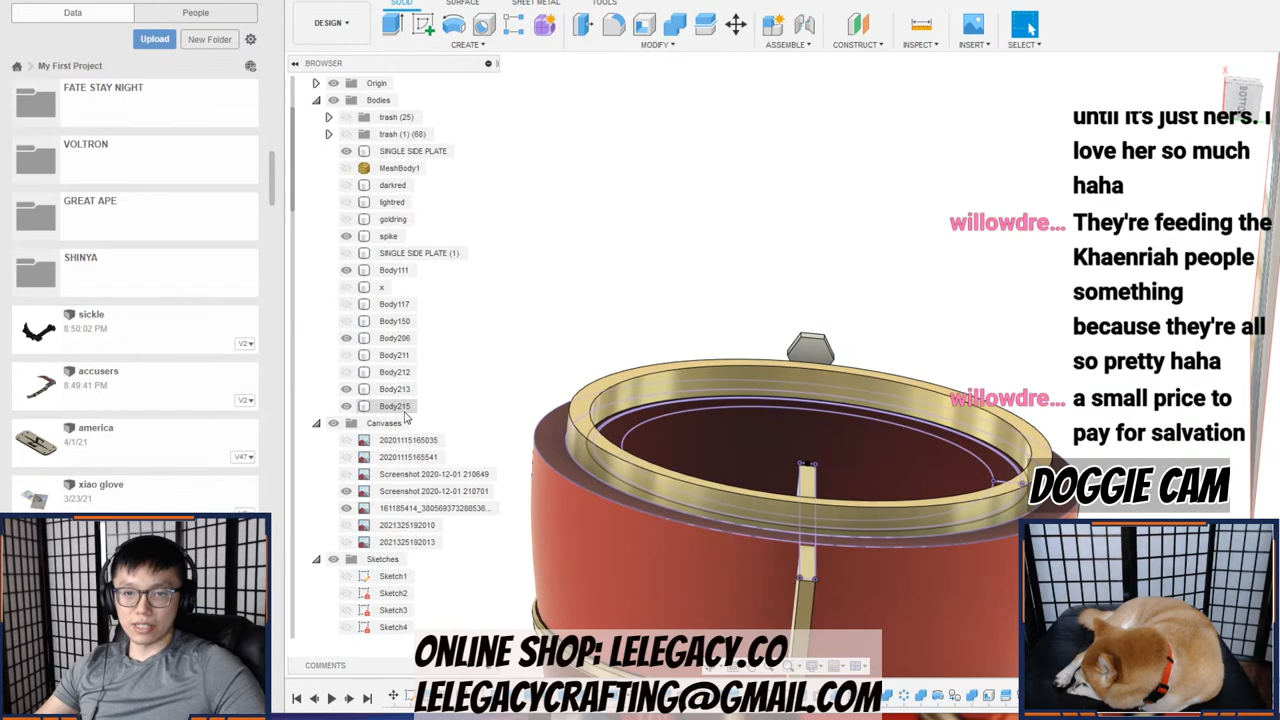 Data
People
Upload
New Folder
My First Project
FATE STAY NIGHT
VOLTRON
GREAT APE
SHINYA
sickle
8:50:02 PM
V2
accusers
8:49:41 PM
V2
america
4/1/21
V47
xiao glove
3/23/21
SOLID
SURFACE
SHEET METAL
TOOLS
DESIGN
CREATE
MODIFY
ASSEMBLE
CONSTRUCT
INSPECT
INSERT
SELECT
BROWSER
Origin
Bodies
trash (25)
trash (1) (68)
SINGLE SIDE PLATE
MeshBody1
darkred
lightred
goldring
spike
SINGLE SIDE PLATE (1)
Body111
x
Body117
Body150
Body206
Body211
Body212
Body213
Body215
Canvases
20201115165035
20201115165541
Screenshot 2020-12-01 210649
Screenshot 2020-12-01 210701
161185414_380569373288536...
2021325192010
2021325192013
Sketches
Sketch1
Sketch2
Sketch3
Sketch4
COMMENTS
X
BOTTOM
until it's just hers. I
love her so much
haha
willowdre... They're feeding the
Khaenriah people
something
because they're all
so pretty haha
willowdre... a small price to
pay for salvation
DOGGIE CAM
ONLINE SHOP: LELEGACY.CO
LELEGACYCRAFTING@GMAIL.COM